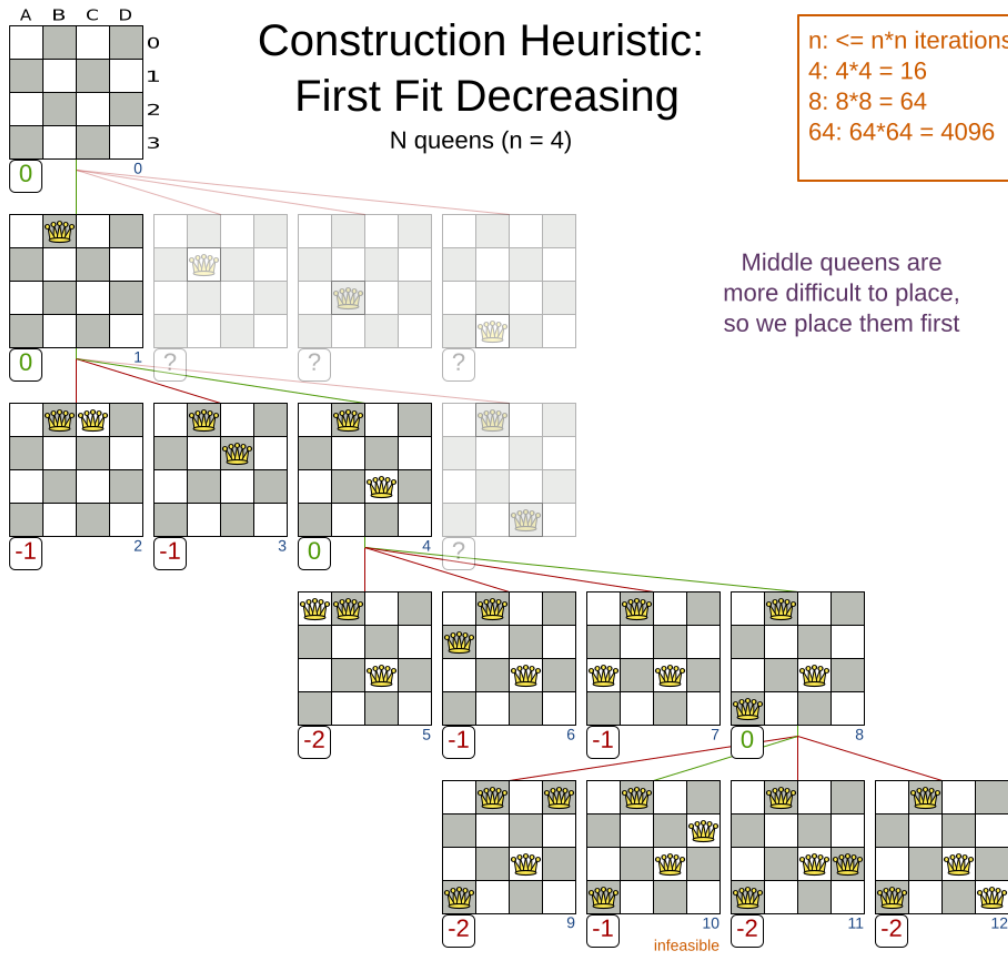 A B C D
Construction Heuristic:
First Fit Decreasing
N queens (n = 4)
n: <= n*n iterations
4: 4*4 = 16
8: 8*8 = 64
64: 64*64 = 4096
0
1
2
3
0 0
Middle queens are
more difficult to place,
so we place them first
0 1 ? ? ?
-1 2 -1 3 0 4 ?
-2 5 -1 6 -1 7 0 8
-2 9 -1 10 -2 11 -2 12
infeasible